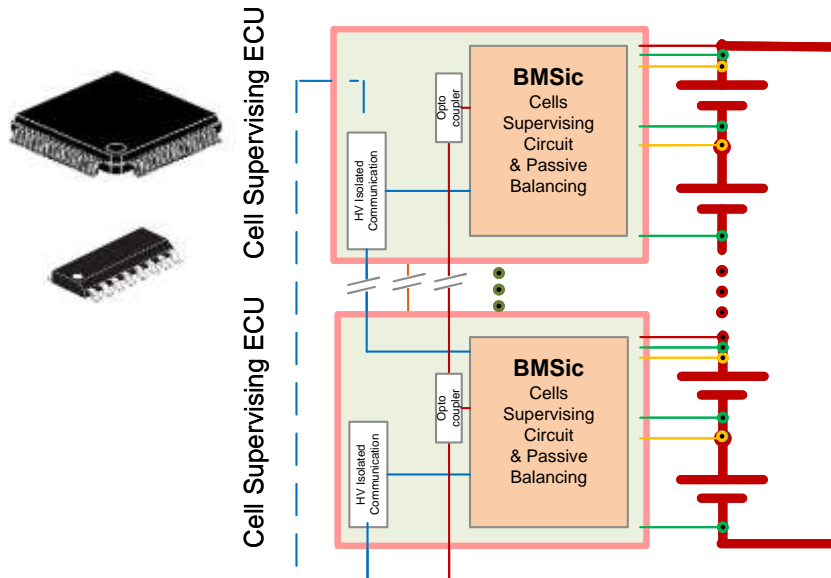 Cell Supervising ECU
Opto
coupler
HV Isolated
Communication
BMSic
Cells
Supervising
Circuit
& Passive
Balancing
Cell Supervising ECU
Opto
coupler
HV Isolated
Communication
BMSic
Cells
Supervising
Circuit
& Passive
Balancing